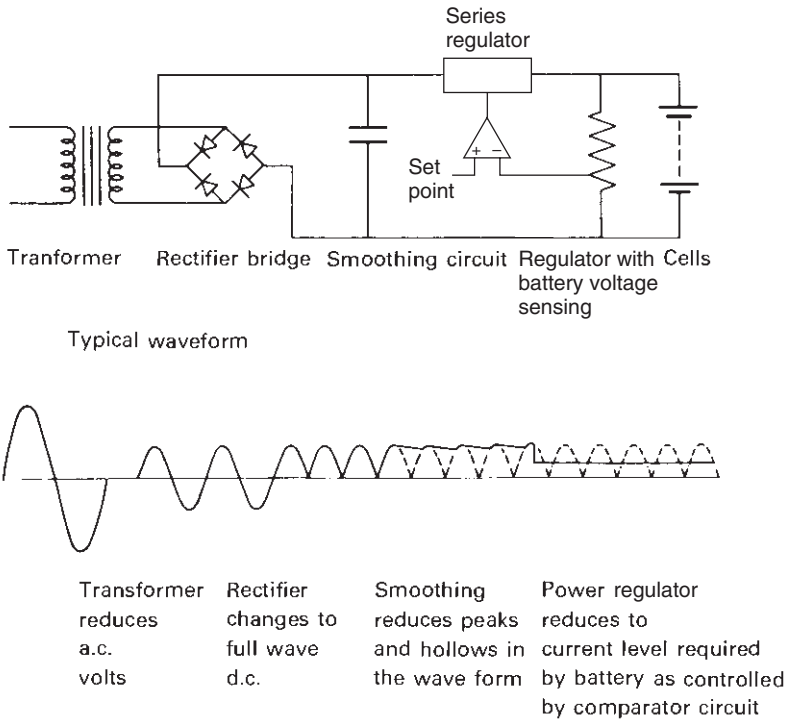 Series
regulator
+ −
Set
point
Tranformer
Rectifier bridge
Smoothing circuit
Regulator with
battery voltage
sensing
Cells
Typical waveform
Transformer
reduces
a.c.
volts
Rectifier
changes to
full wave
d.c.
Smoothing
reduces peaks
and hollows in
the wave form
Power regulator
reduces to
current level required
by battery as controlled
by comparator circuit